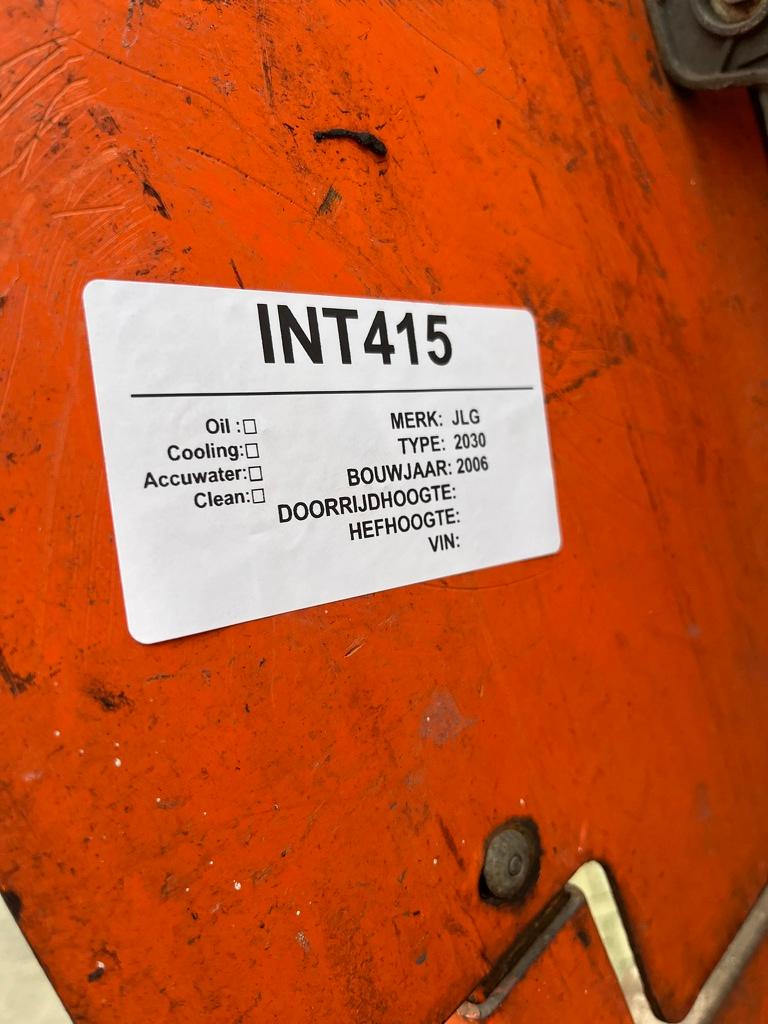 INT415
Oil :☐
Cooling:☐
Accuwater:☐
Clean:☐
MERK: JLG
TYPE: 2030
BOUWJAAR: 2006
DOORRIJDHOOGTE:
HEFHOOGTE:
VIN: